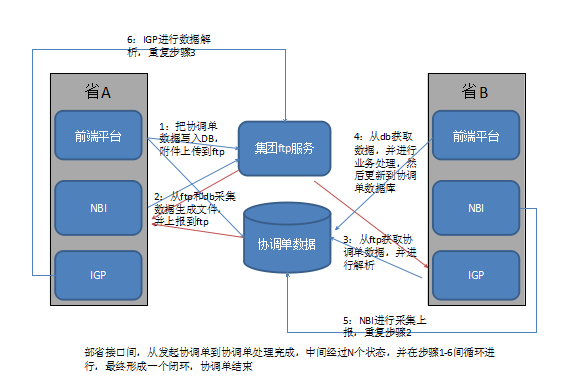 6：IGP进行数据解
析，重复步骤3
省A
前端平台
NBI
IGP
1：把协调单
数据写入DB，
附件上传到ftp
2：从ftp和db采集
数据生成文件，
并上报到ftp
集团ftp服务
协调单数据
4：从db获取
数据，并进行
业务处理，然
后更新到协调
单数据库
3：从ftp获取协
调单数据，并进
行解析
5：NBI进行采集上
报，重复步骤2
省B
前端平台
NBI
IGP
部省接口间，从发起协调单到协调单处理完成，中间经过N个状态，并在步骤1-6间循环进
行，最终形成一个闭环，协调单结束